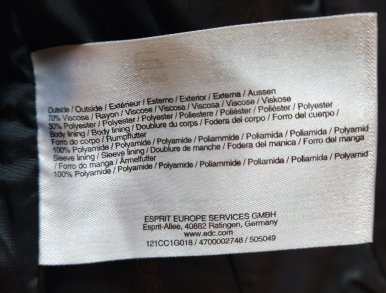 Outside / Outside / Extérieur / Esterno / Exterior / Externa / Aussen
70% Viscose / Rayon / Viscose / Viscosa / Viscosa / Viscose / Viskose
30% Polyester / Polyester / Polyester / Poliestere / Poliéster / Poliéster / Polyester
Body lining / Body lining / Doublure du corps / Fodera del corpo / Forro del cuerpo /
Forro do corpo / Rumpffutter
100% Polyamide / Polyamide / Polyamide / Poliammide / Poliamida / Poliamida / Polyamid
Sleeve lining / Sleeve lining / Doublure de manche / Fodera del manica / Forro del manga
/ Forro do manga / Ärmelfutter
100% Polyamide / Polyamide / Polyamide / Poliammide / Poliamida / Poliamida / Polyamid
ESPRIT EUROPE SERVICES GMBH
Esprit-Allee, 40882 Ratingen, Germany
www.edc.com
121CC1G018 / 4700002748 / 505049